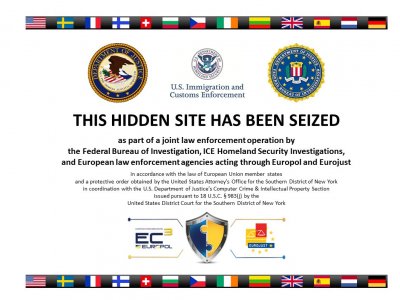 U.S. Immigration and
Customs Enforcement
THIS HIDDEN SITE HAS BEEN SEIZED
as part of a joint law enforcement operation by
the Federal Bureau of Investigation, ICE Homeland Security Investigations,
and European law enforcement agencies acting through Europol and Eurojust
In accordance with the law of European Union member states
and a protective order obtained by the United States Attorney's Office for the Southern District of New York
in coordination with the U.S. Department of Justice's Computer Crime & Intellectual Property Section
issued pursuant to 18 U.S.C. § 983(j) by the
United States District Court for the Southern District of New York
EC3
EUROPOL
EUROJUST